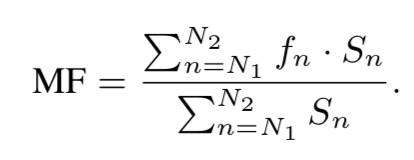 MF = \frac{\sum_{n=N_1}^{N_2} f_n \cdot S_n}{\sum_{n=N_1}^{N_2} S_n}.